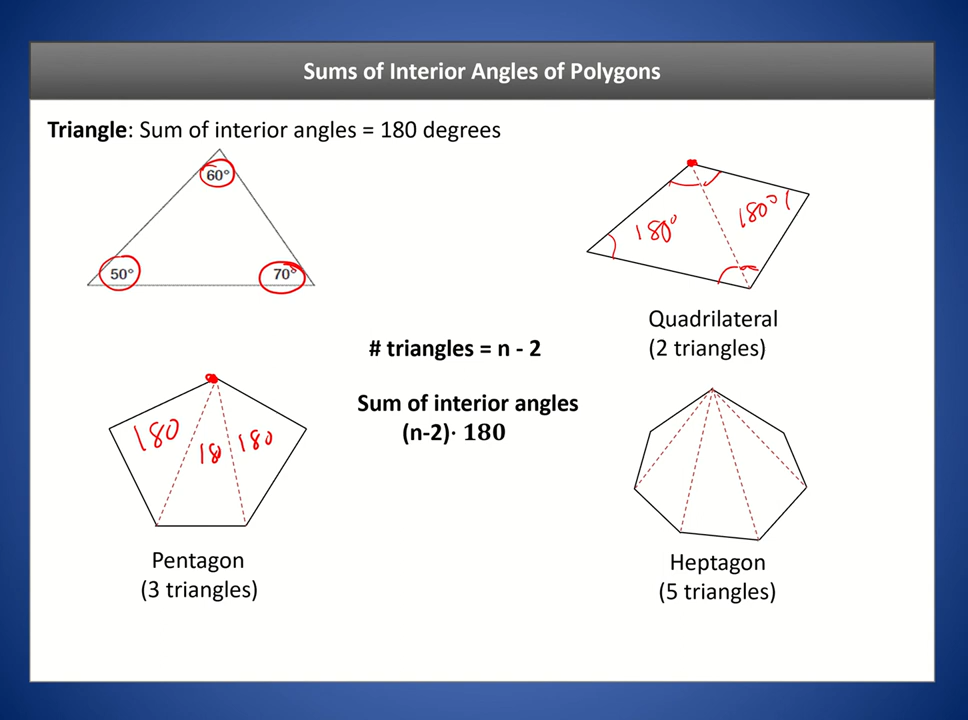 Sums of Interior Angles of Polygons
Triangle: Sum of interior angles = 180 degrees
60°
50°
70°
180°
180°
Quadrilateral
(2 triangles)
# triangles = n - 2
Sum of interior angles
(n-2)· 180
180
18
180
Pentagon
(3 triangles)
Heptagon
(5 triangles)